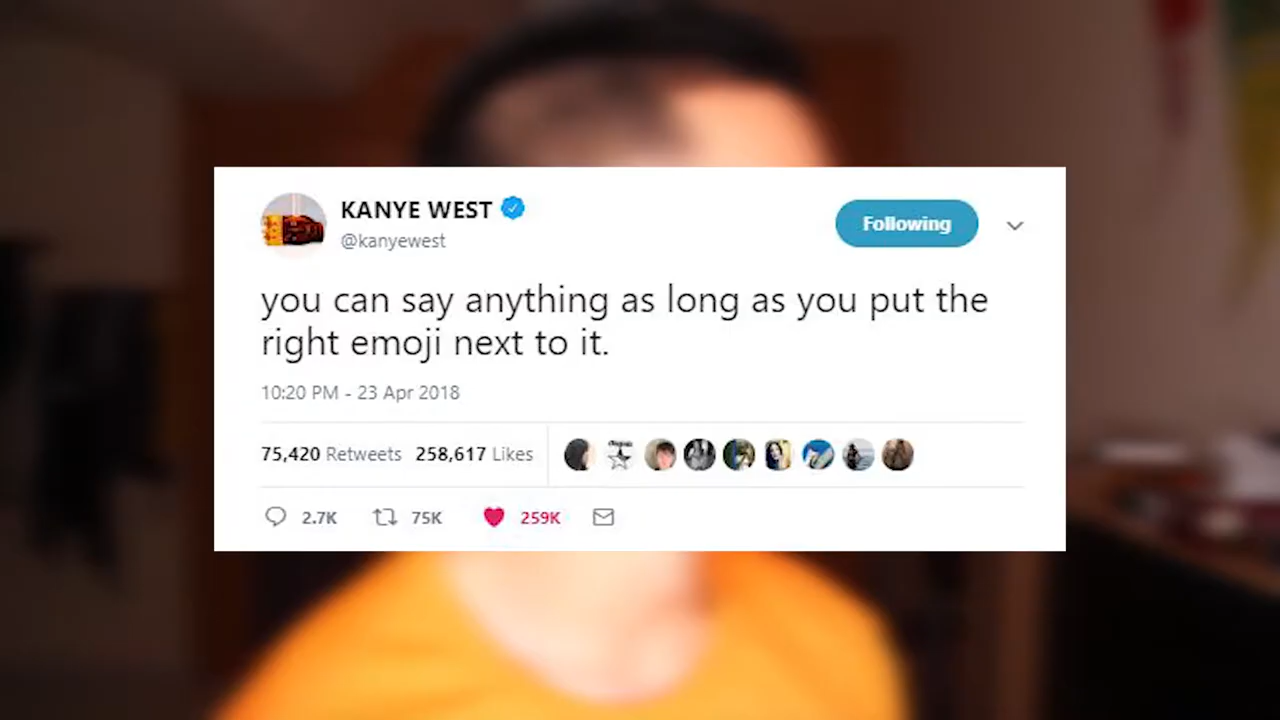 KANYE WEST
@kanyewest
Following
you can say anything as long as you put the
right emoji next to it.
10:20 PM - 23 Apr 2018
75,420 Retweets 258,617 Likes
2.7K 75K 259K